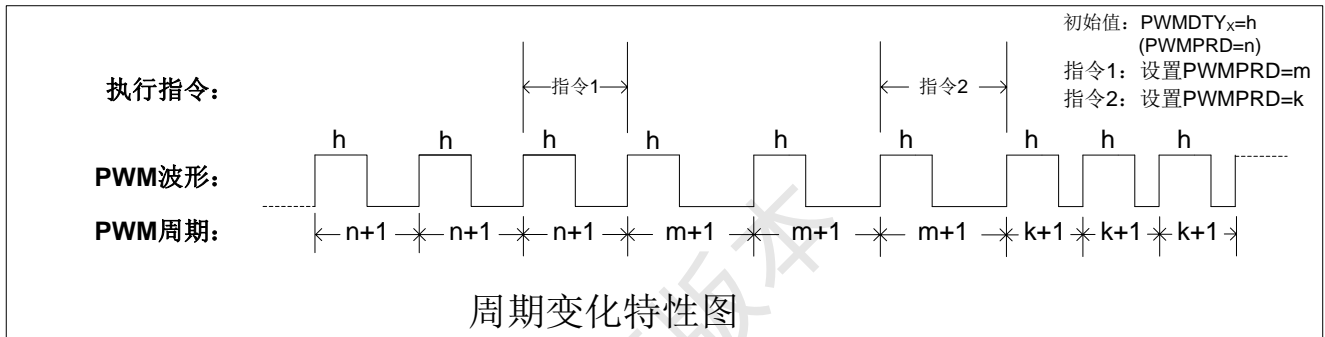 初始值：PWMDTYX=h
(PWMPRD=n)
指令1：设置PWMPRD=m
指令2：设置PWMPRD=k
执行指令：
指令1
指令2
h h h h h h h h h
PWM波形：
PWM周期：
n+1 n+1 n+1 m+1 m+1 m+1 k+1 k+1 k+1
周期变化特性图
版本